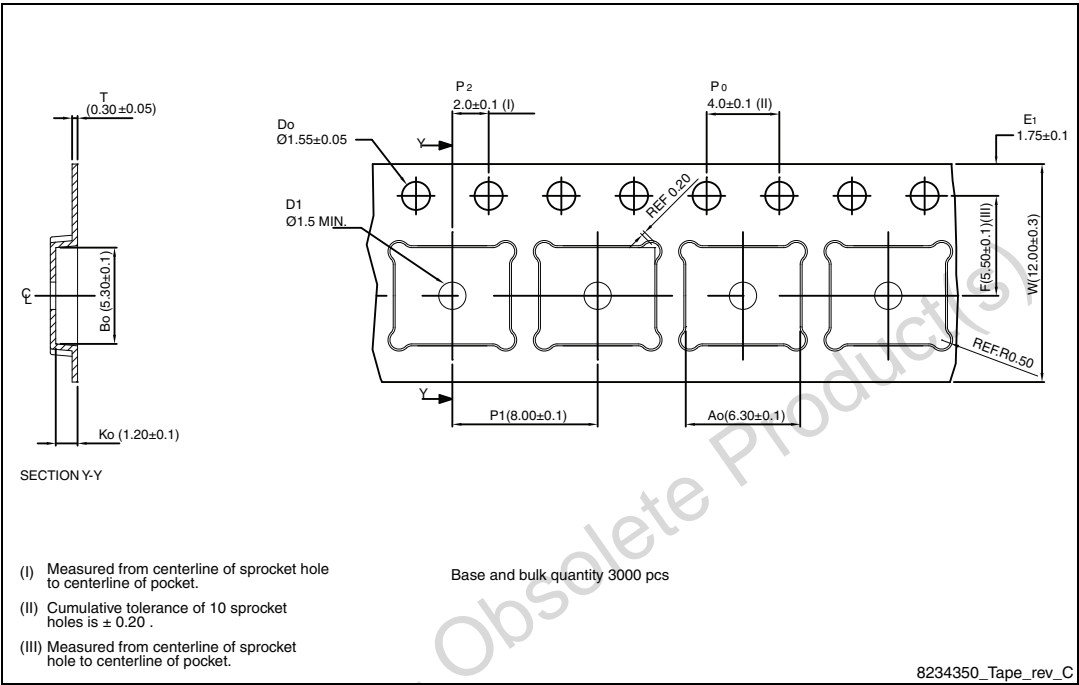 T
(0.30 ±0.05)
P2
2.0±0.1 (I)
P0
4.0±0.1 (II)
E1
1.75±0.1
Do
Ø1.55±0.05
Y
D1
Ø1.5 MIN.
REF 0.20
F(5.50±0.1)(III)
W(12.00±0.3)
Bo (5.30±0.1)
CL
REF.R0.50
Y
P1(8.00±0.1)
Ao(6.30±0.1)
Ko (1.20±0.1)
SECTION Y-Y
(I) Measured from centerline of sprocket hole
to centerline of pocket.
(II) Cumulative tolerance of 10 sprocket
holes is ± 0.20 .
(III) Measured from centerline of sprocket
hole to centerline of pocket.
Base and bulk quantity 3000 pcs
Obsolete Product(s)
8234350_Tape_rev_C